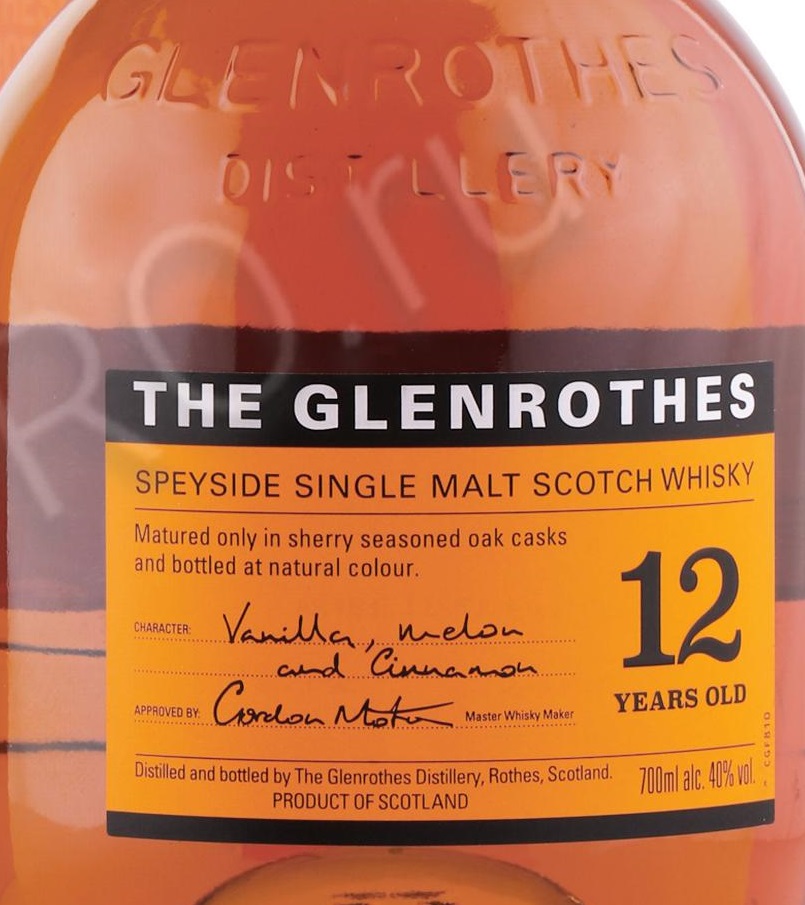 GLENROTHES
DISTILLERY
RO.ru
THE GLENROTHES
SPEYSIDE SINGLE MALT SCOTCH WHISKY
Matured only in sherry seasoned oak casks
and bottled at natural colour.
12
YEARS OLD
CHARACTER: Vanilla, melon
and Cinnamon
APPROVED BY: Gordon Motion Master Whisky Maker
Distilled and bottled by The Glenrothes Distillery, Rothes, Scotland.
PRODUCT OF SCOTLAND
700ml alc. 40% vol.